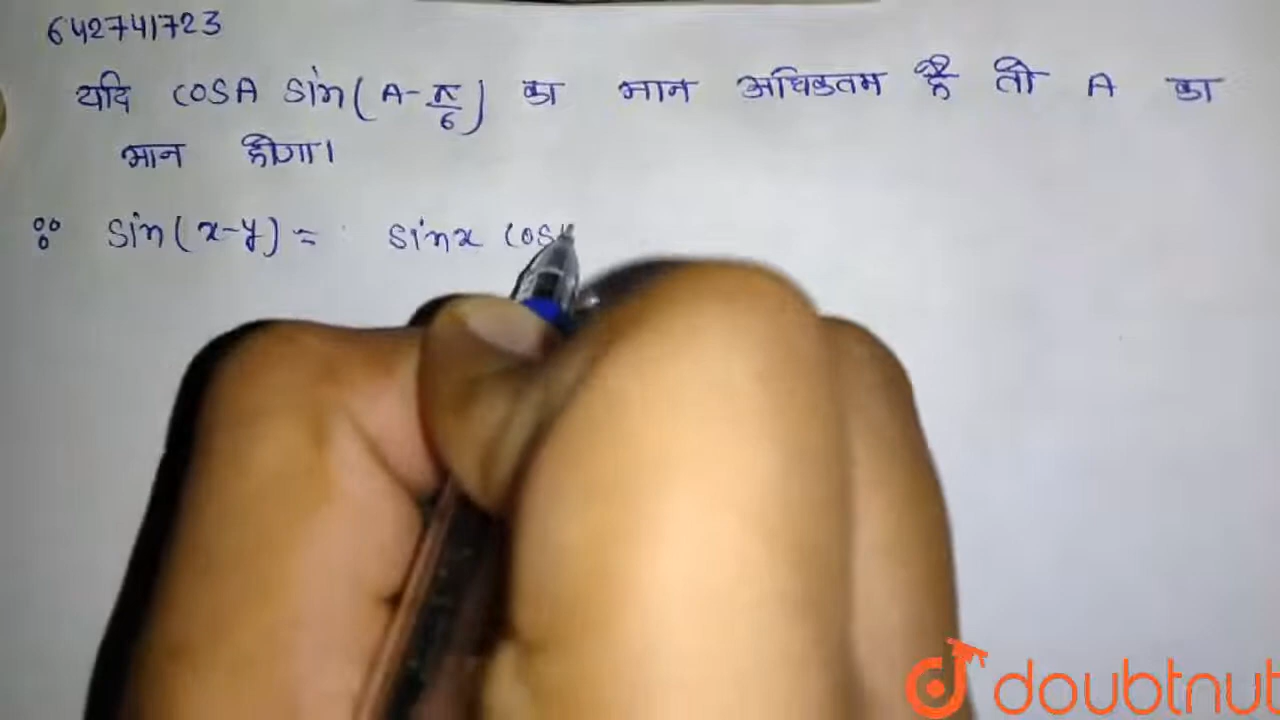 642741723
यदि cosA sin(A-π/6) का मान अधिकतम है तो A का
मान होगा।
∵ sin(x-y) = sinx cos
doubtnut